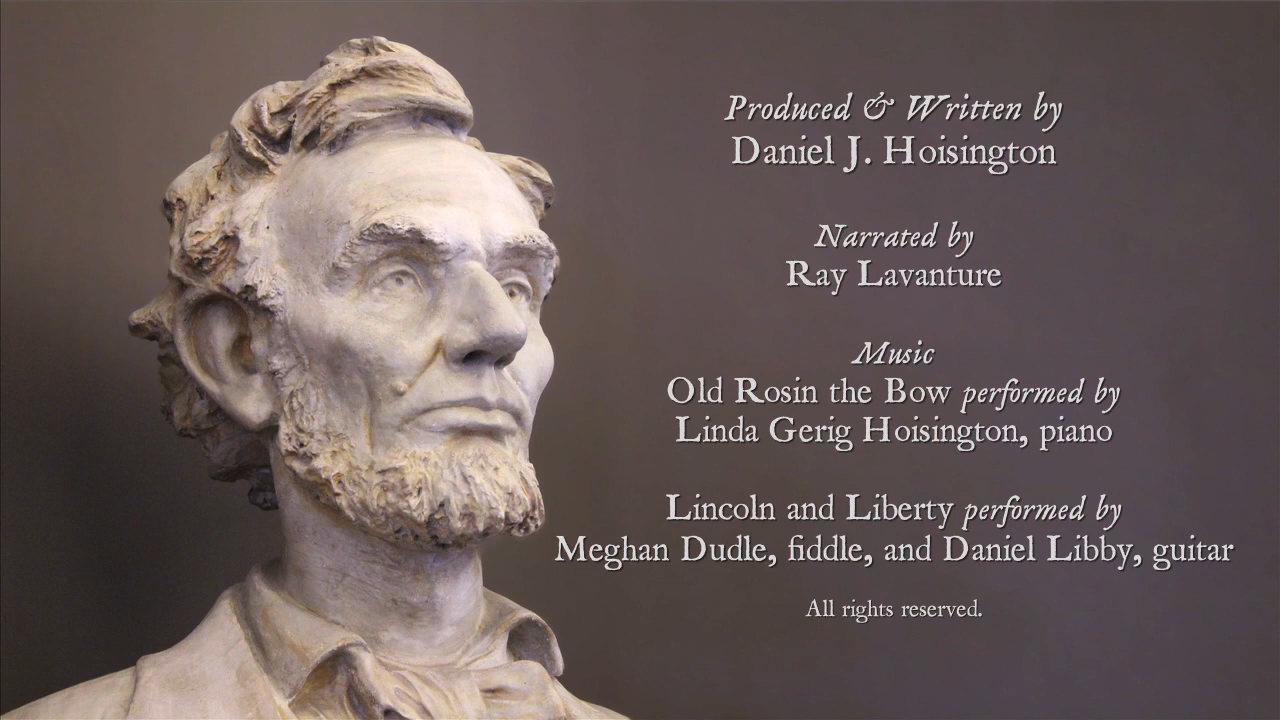 Produced & Written by
Daniel J. Hoisington
Narrated by
Ray Lavanture
Music
Old Rosin the Bow performed by
Linda Gerig Hoisington, piano
Lincoln and Liberty performed by
Meghan Dudle, fiddle, and Daniel Libby, guitar
All rights reserved.